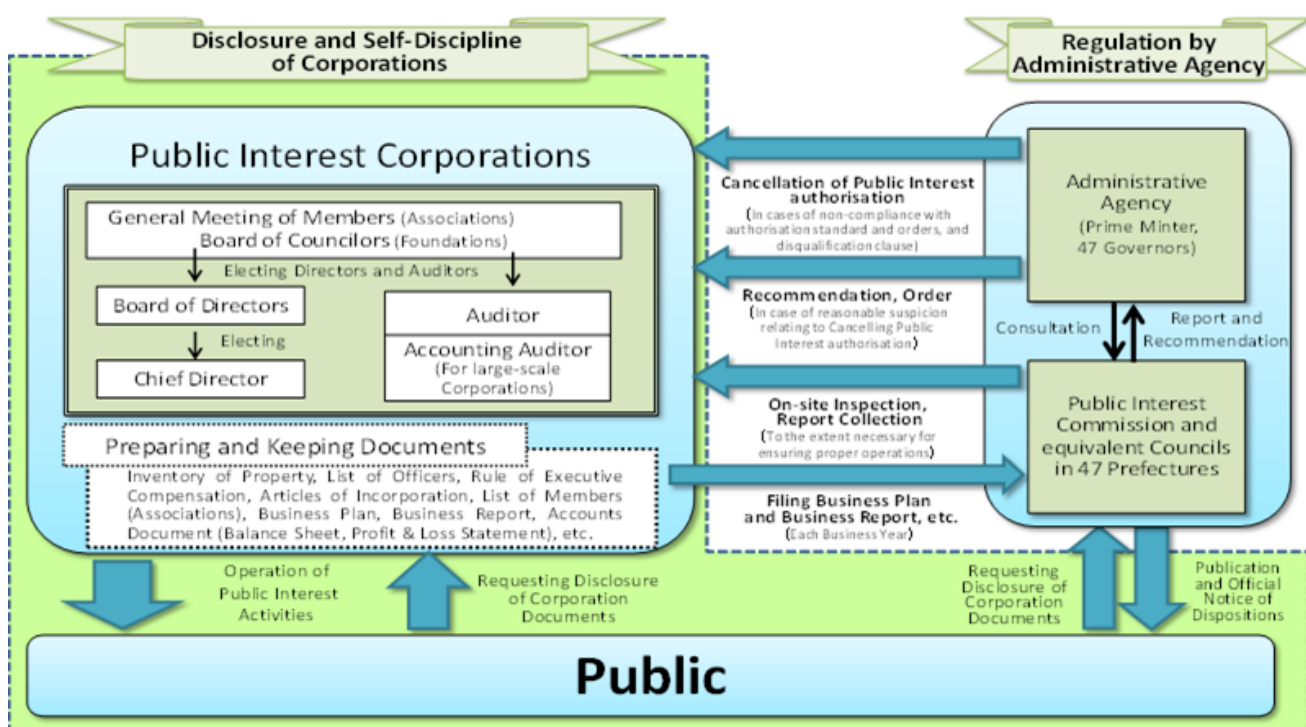 Disclosure and Self-Discipline
of Corporations
Regulation by
Administrative Agency
Public Interest Corporations
General Meeting of Members (Associations)
Board of Councilors (Foundations)
Electing Directors and Auditors
Board of Directors
Electing
Chief Director
Auditor
Accounting Auditor
(For large-scale
Corporations)
Preparing and Keeping Documents
Inventory of Property, List of Officers, Rule of Executive
Compensation, Articles of Incorporation, List of Members
(Associations), Business Plan, Business Report, Accounts
Document (Balance Sheet, Profit & Loss Statement), etc.
Cancellation of Public Interest
authorisation
(In cases of non-compliance with
authorisation standard and orders, and
disqualification clause)
Recommendation, Order
(In case of reasonable suspicion
relating to Cancelling Public
Interest authorisation)
On-site Inspection,
Report Collection
(To the extent necessary for
ensuring proper operations)
Filing Business Plan
and Business Report, etc.
(Each Business Year)
Administrative
Agency
(Prime Minter,
47 Governors)
Consultation
Report and
Recommendation
Public Interest
Commission and
equivalent Councils
in 47 Prefectures
Operation of
Public Interest
Activities
Requesting Disclosure
of Corporation
Documents
Requesting
Disclosure of
Corporation
Documents
Publication
and Official
Notice of
Dispositions
Public